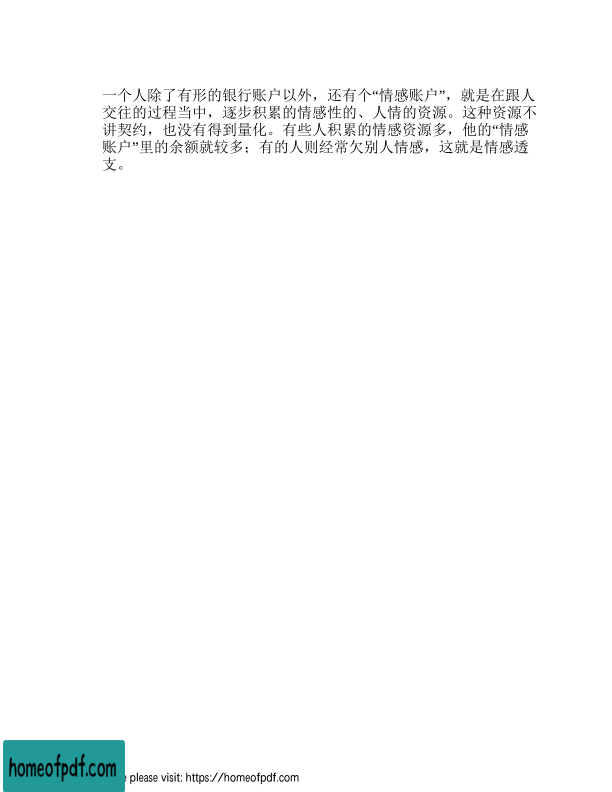 一个人除了有形的银行账户以外，还有个“情感账户”，就是在跟人
交往的过程当中，逐步积累的情感性的、人情的资源。这种资源不
讲契约，也没有得到量化。有些人积累的情感资源多，他的“情感
账户”里的余额就较多；有的人则经常欠别人情感，这就是情感透
支。
homeofpdf.com
e please visit: https://homeofpdf.com